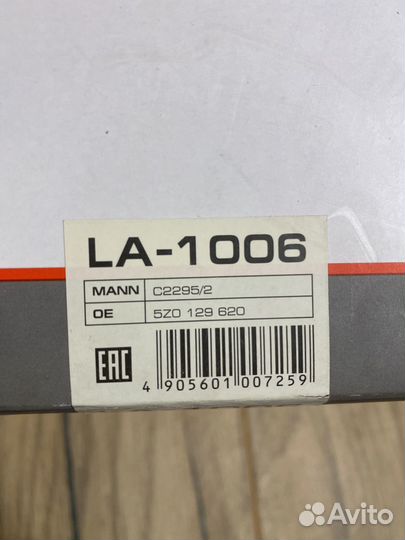 LA-1006
MANN C2295/2
OE 5Z0 129 620
EAC
4 905601 007259
Avito